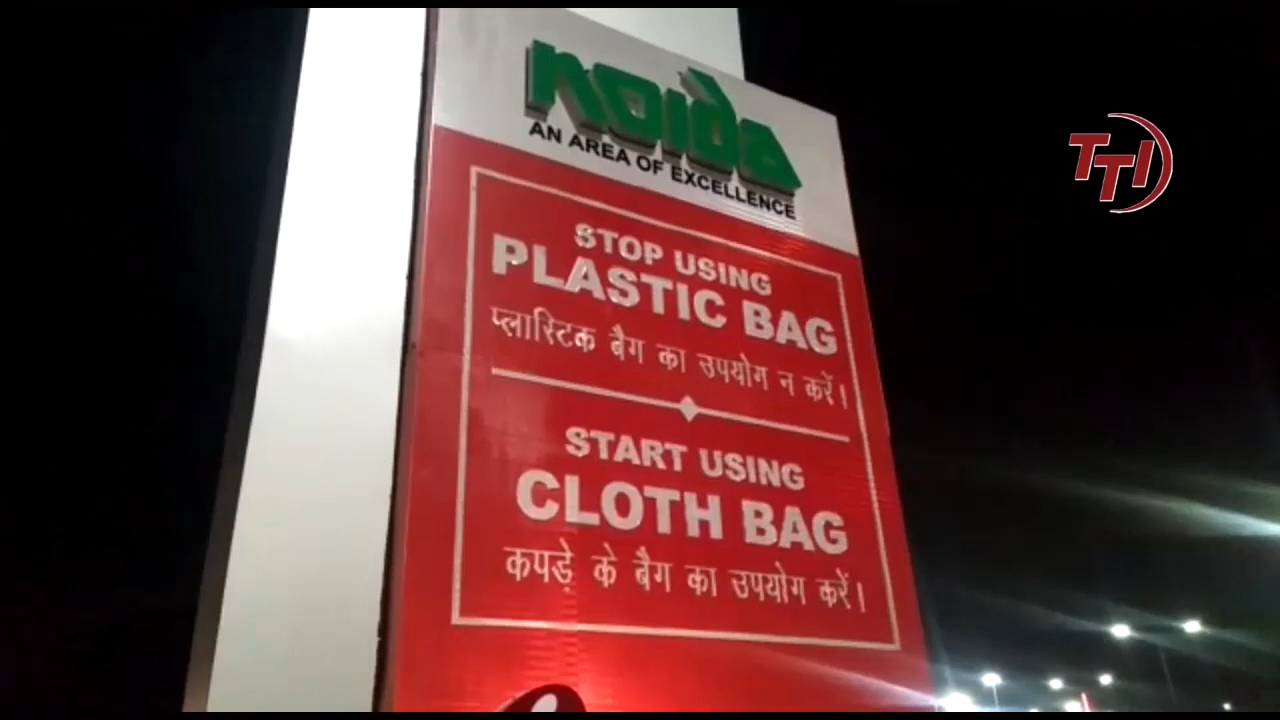 noida
AN AREA OF EXCELLENCE
TTI
STOP USING
PLASTIC BAG
प्लास्टिक बैग का उपयोग न करें।
START USING
CLOTH BAG
कपड़े के बैग का उपयोग करें।